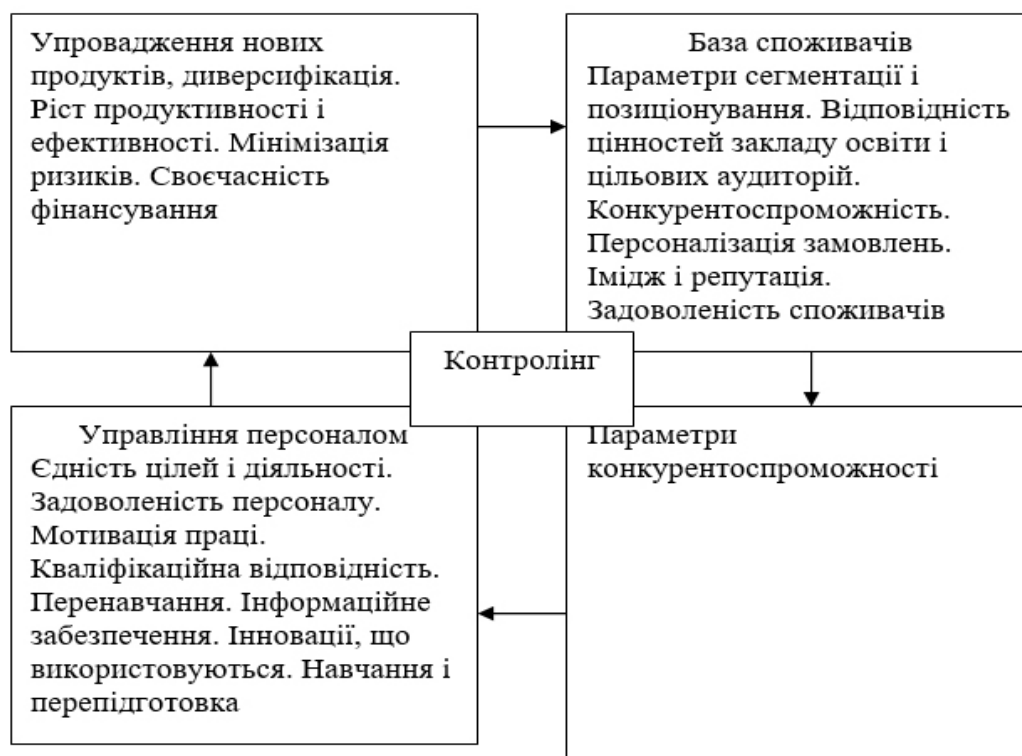 Упровадження нових
продуктів, диверсифікація.
Ріст продуктивності і
ефективності. Мінімізація
ризиків. Своєчасність
фінансування
База споживачів
Параметри сегментації і
позиціонування. Відповідність
цінностей закладу освіти і
цільових аудиторій.
Конкурентоспроможність.
Персоналізація замовлень.
Імідж і репутація.
Задоволеність споживачів
Контролінг
Управління персоналом
Єдність цілей і діяльності.
Задоволеність персоналу.
Мотивація праці.
Кваліфікаційна відповідність.
Перенавчання. Інформаційне
забезпечення. Інновації, що
використовуються. Навчання і
перепідготовка
Параметри
конкурентоспроможності